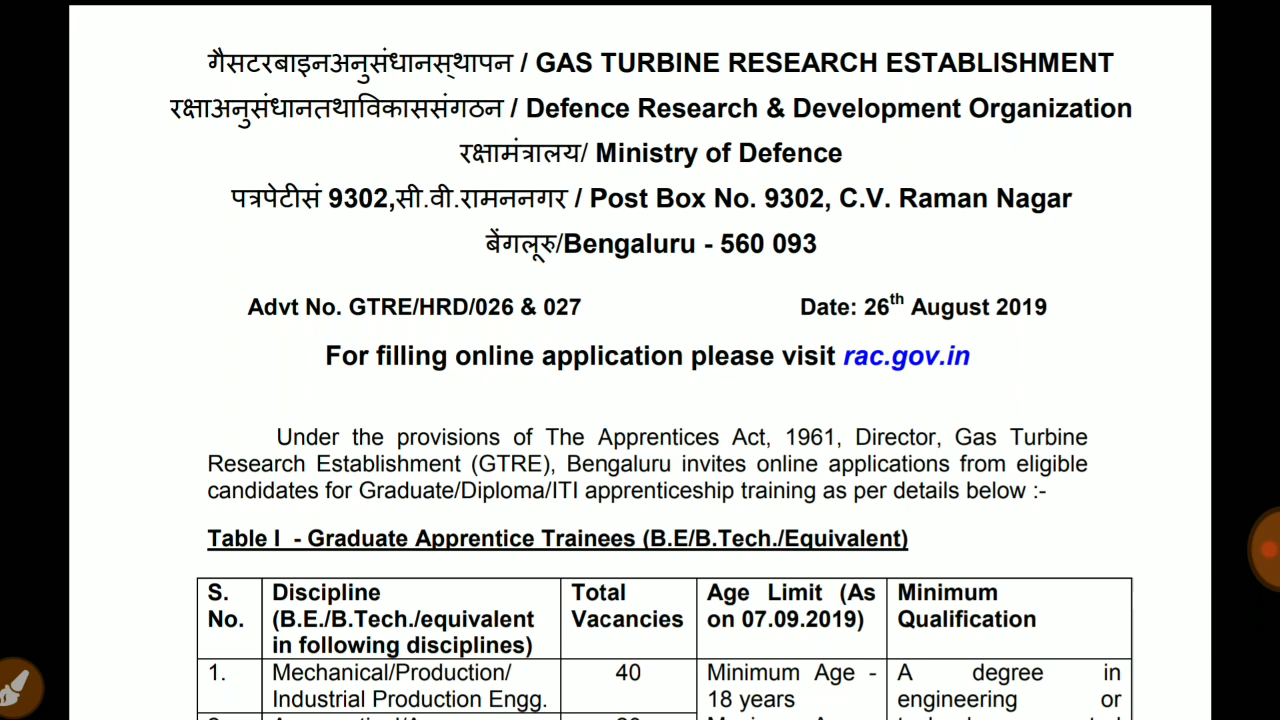 गैसटरबाइनअनुसंधानस्थापन / GAS TURBINE RESEARCH ESTABLISHMENT
रक्षाअनुसंधानतथाविकाससंगठन / Defence Research & Development Organization
रक्षामंत्रालय/ Ministry of Defence
पत्रपेटीसं 9302,सी.वी.रामननगर / Post Box No. 9302, C.V. Raman Nagar
बेंगलूरु/Bengaluru - 560 093
Advt No. GTRE/HRD/026 & 027 Date: 26th August 2019
For filling online application please visit rac.gov.in
Under the provisions of The Apprentices Act, 1961, Director, Gas Turbine
Research Establishment (GTRE), Bengaluru invites online applications from eligible
candidates for Graduate/Diploma/ITI apprenticeship training as per details below :-
Table I - Graduate Apprentice Trainees (B.E/B.Tech./Equivalent)
S. Discipline Total Age Limit (As Minimum
No. (B.E./B.Tech./equivalent Vacancies on 07.09.2019) Qualification
in following disciplines)
1. Mechanical/Production/ 40 Minimum Age - A degree in
Industrial Production Engg. 18 years engineering or